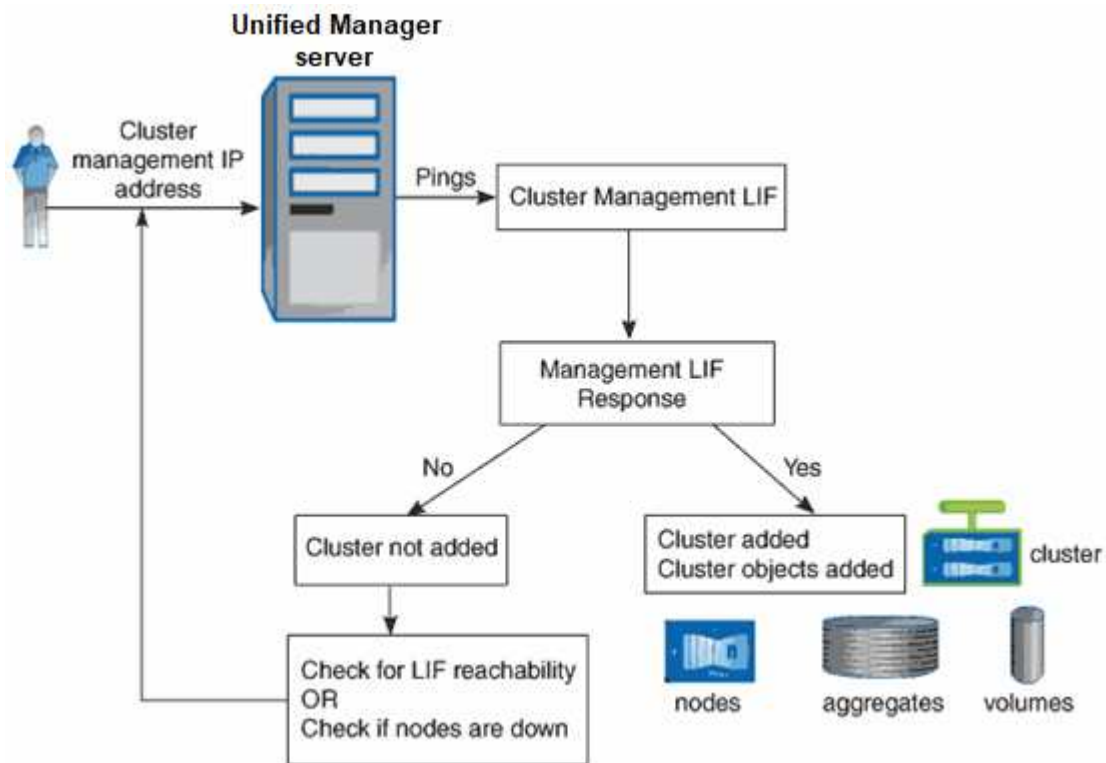 Unified Manager
server
Cluster
management IP
address
Pings
Cluster Management LIF
Management LIF
Response
No
Yes
Cluster not added
Cluster added
Cluster objects added
cluster
Check for LIF reachability
OR
Check if nodes are down
nodes
aggregates
volumes